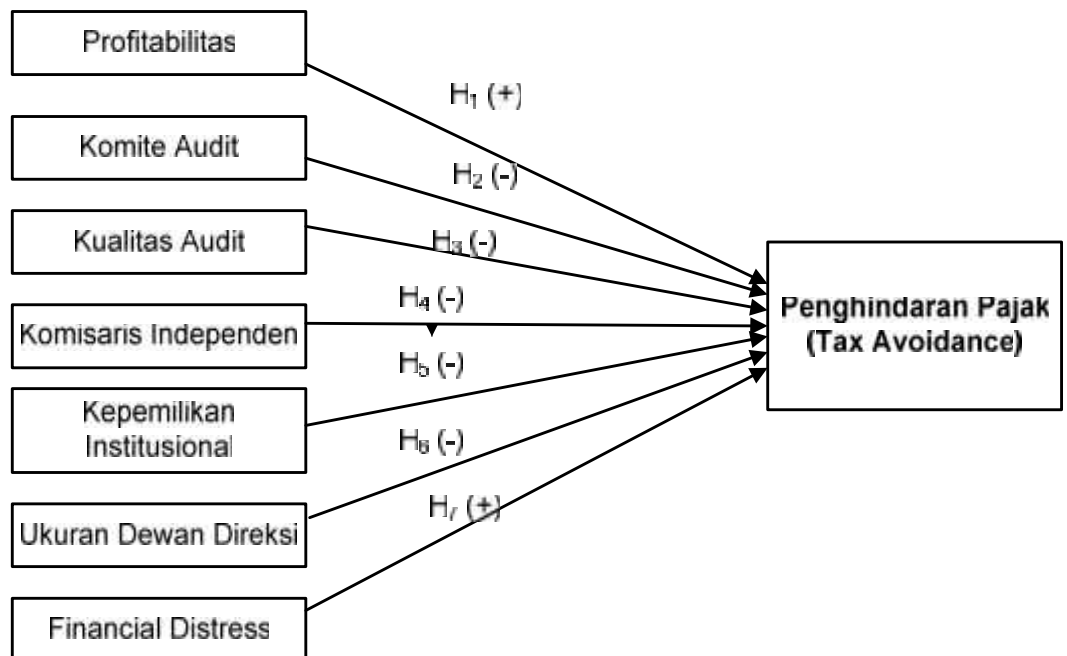 Profitabilitas
H₁ (+)
Komite Audit
H₂ (-)
Kualitas Audit
H₃ (-)
Komisaris Independen
H₄ (-)
Kepemilikan
Institusional
H₅ (-)
Ukuran Dewan Direksi
H₆ (-)
Financial Distress
H₇ (+)
Penghindaran Pajak
(Tax Avoidance)